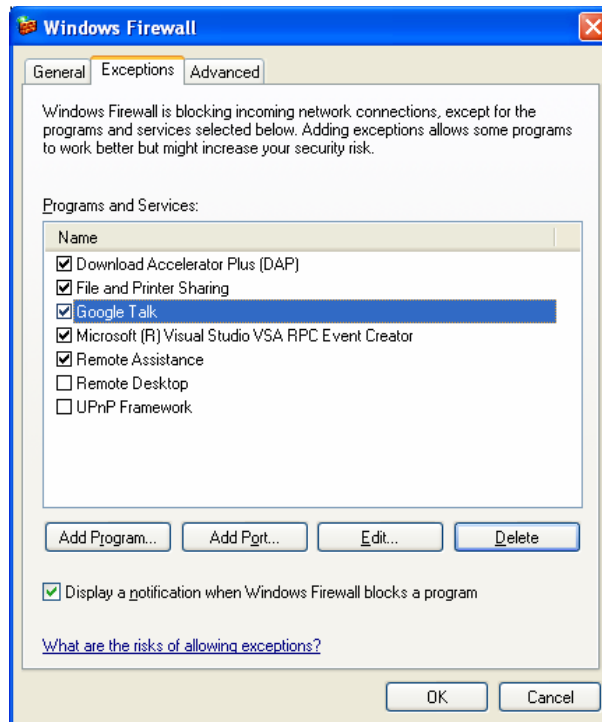 Windows Firewall
General Exceptions Advanced
Windows Firewall is blocking incoming network connections, except for the
programs and services selected below. Adding exceptions allows some programs
to work better but might increase your security risk.
Programs and Services:
Name
Download Accelerator Plus (DAP)
File and Printer Sharing
Google Talk
Microsoft (R) Visual Studio VSA RPC Event Creator
Remote Assistance
Remote Desktop
UPnP Framework
Add Program... Add Port... Edit... Delete
Display a notification when Windows Firewall blocks a program
What are the risks of allowing exceptions?
OK Cancel